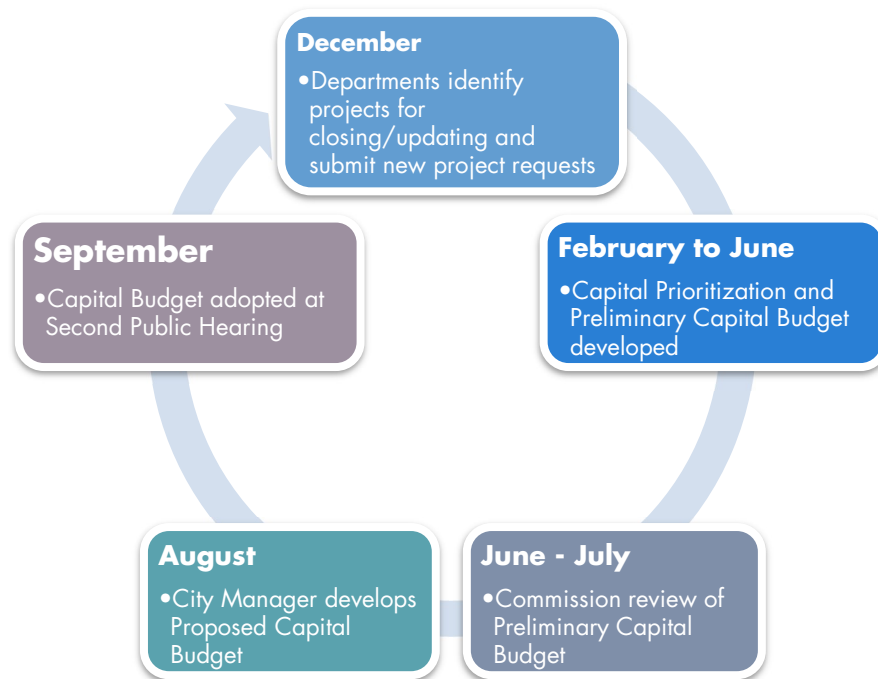 December
•Departments identify
projects for
closing/updating and
submit new project requests
February to June
•Capital Prioritization and
Preliminary Capital Budget
developed
June - July
•Commission review of
Preliminary Capital
Budget
August
•City Manager develops
Proposed Capital
Budget
September
•Capital Budget adopted at
Second Public Hearing